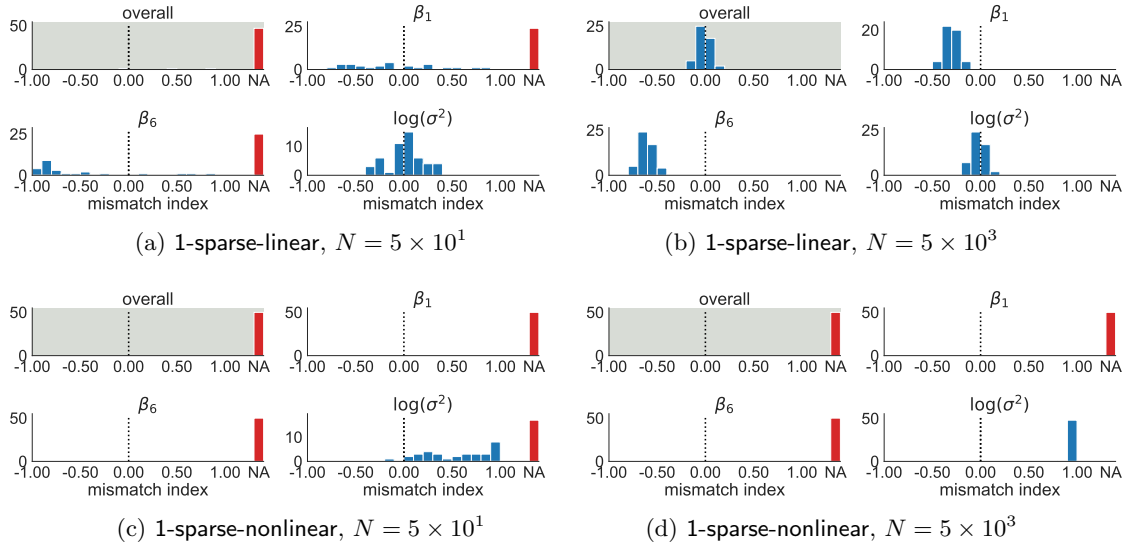 overall
50
0
-1.00 -0.50 0.00 0.50 1.00 NA
β₁
25
0
-1.00 -0.50 0.00 0.50 1.00 NA
β₆
25
0
-1.00 -0.50 0.00 0.50 1.00 NA
mismatch index
log(σ²)
10
0
-1.00 -0.50 0.00 0.50 1.00 NA
mismatch index
(a) 1-sparse-linear, N = 5 × 10¹
overall
25
0
-1.00 -0.50 0.00 0.50 1.00 NA
β₁
20
0
-1.00 -0.50 0.00 0.50 1.00 NA
β₆
25
0
-1.00 -0.50 0.00 0.50 1.00 NA
mismatch index
log(σ²)
25
0
-1.00 -0.50 0.00 0.50 1.00 NA
mismatch index
(b) 1-sparse-linear, N = 5 × 10³
overall
50
0
-1.00 -0.50 0.00 0.50 1.00 NA
β₁
50
0
-1.00 -0.50 0.00 0.50 1.00 NA
β₆
50
0
-1.00 -0.50 0.00 0.50 1.00 NA
mismatch index
log(σ²)
10
0
-1.00 -0.50 0.00 0.50 1.00 NA
mismatch index
(c) 1-sparse-nonlinear, N = 5 × 10¹
overall
50
0
-1.00 -0.50 0.00 0.50 1.00 NA
β₁
50
0
-1.00 -0.50 0.00 0.50 1.00 NA
β₆
50
0
-1.00 -0.50 0.00 0.50 1.00 NA
mismatch index
log(σ²)
25
0
-1.00 -0.50 0.00 0.50 1.00 NA
mismatch index
(d) 1-sparse-nonlinear, N = 5 × 10³